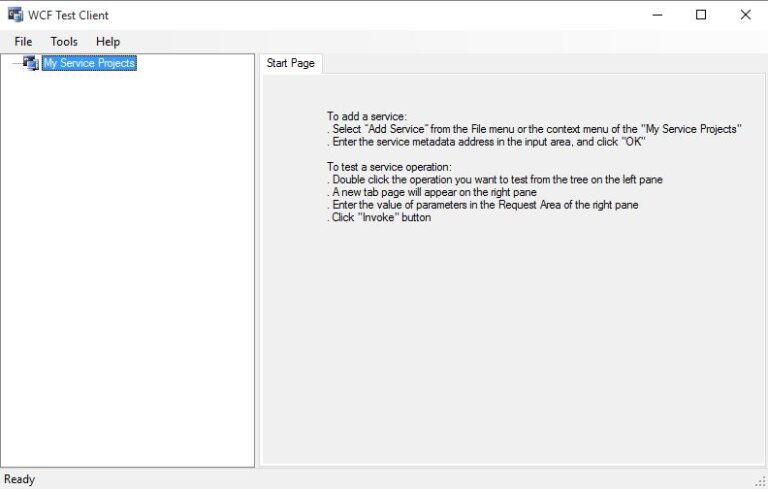 WCF Test Client
File Tools Help
My Service Projects
Start Page
To add a service:
. Select "Add Service" from the File menu or the context menu of the "My Service Projects"
. Enter the service metadata address in the input area, and click "OK"
To test a service operation:
. Double click the operation you want to test from the tree on the left pane
. A new tab page will appear on the right pane
. Enter the value of parameters in the Request Area of the right pane
. Click "Invoke" button
Ready